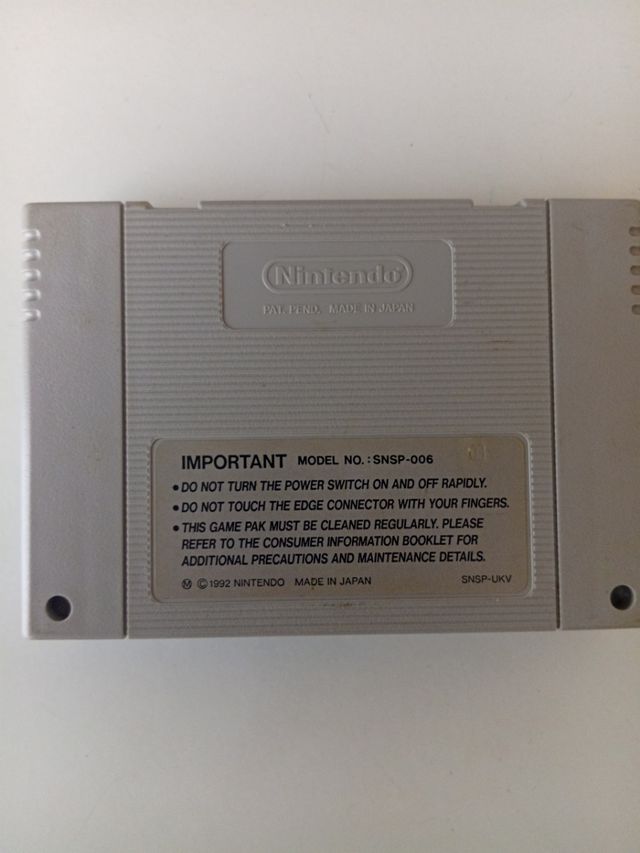 Nintendo®
PAT. PEND. MADE IN JAPAN
IMPORTANT MODEL NO. : SNSP-006
• DO NOT TURN THE POWER SWITCH ON AND OFF RAPIDLY.
• DO NOT TOUCH THE EDGE CONNECTOR WITH YOUR FINGERS.
• THIS GAME PAK MUST BE CLEANED REGULARLY. PLEASE
REFER TO THE CONSUMER INFORMATION BOOKLET FOR
ADDITIONAL PRECAUTIONS AND MAINTENANCE DETAILS.
Ⓜ ©1992 NINTENDO MADE IN JAPAN SNSP-UKV